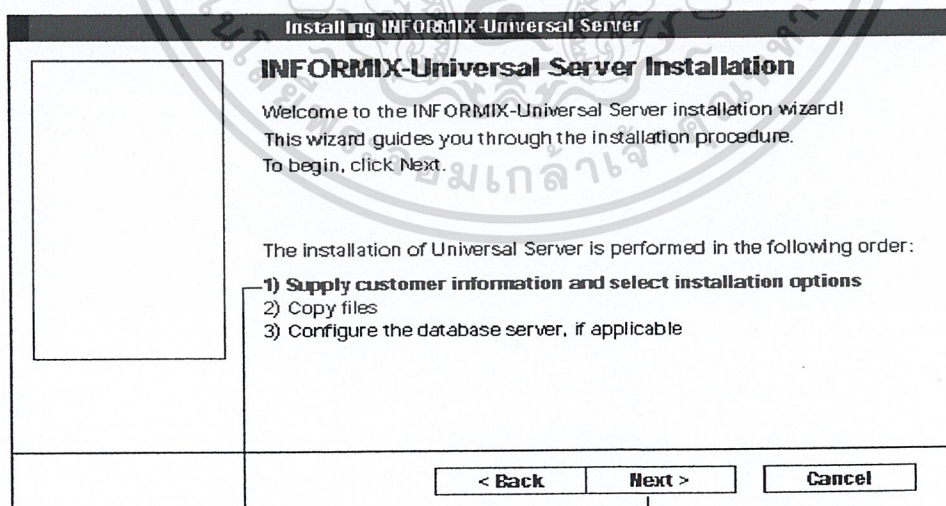 Installing INFORMIX-Universal Server
INFORMIX-Universal Server Installation
Welcome to the INFORMIX-Universal Server installation wizard!
This wizard guides you through the installation procedure.
To begin, click Next.
The installation of Universal Server is performed in the following order:
1) Supply customer information and select installation options
2) Copy files
3) Configure the database server, if applicable
< Back
Next >
Cancel